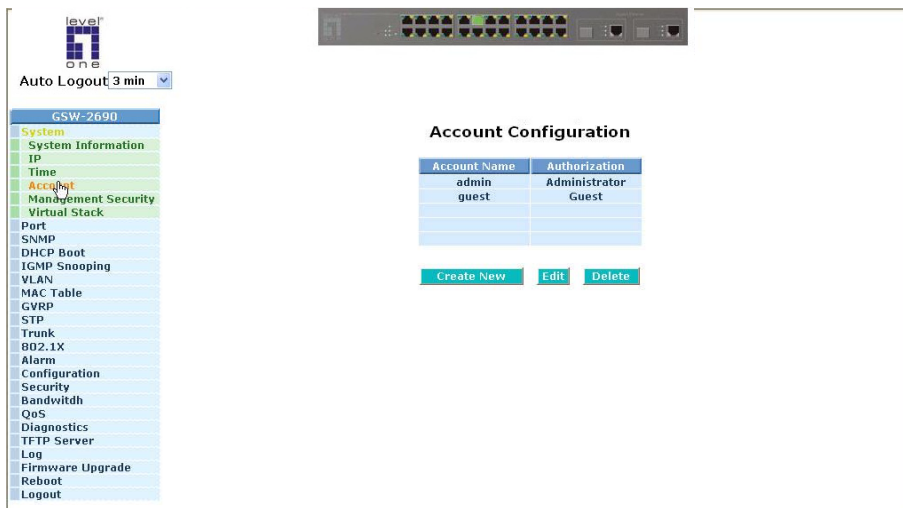 level
one
Auto Logout 3 min
GSW-2690
System
System Information
IP
Time
Account
Management Security
Virtual Stack
Port
SNMP
DHCP Boot
IGMP Snooping
VLAN
MAC Table
GVRP
STP
Trunk
802.1X
Alarm
Configuration
Security
Bandwitdh
QoS
Diagnostics
TFTP Server
Log
Firmware Upgrade
Reboot
Logout
Account Configuration
Account Name Authorization
admin Administrator
guest Guest
Create New Edit Delete